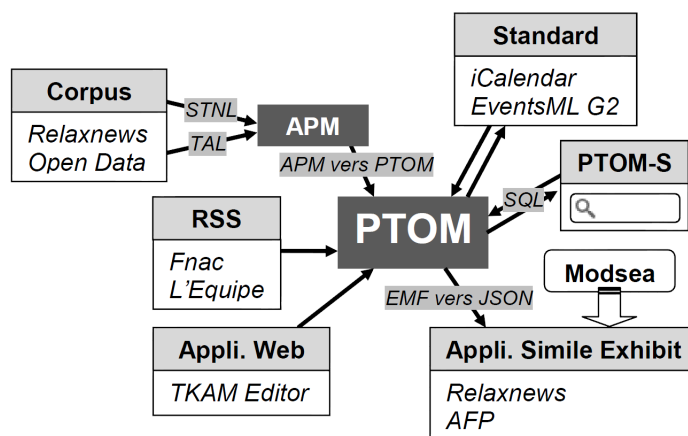 Standard
iCalendar
EventsML G2
Corpus
Relaxnews
Open Data
STNL
TAL
APM
APM vers PTOM
PTOM-S
SQL
PTOM
RSS
Fnac
L'Equipe
Modsea
EMF vers JSON
Appli. Web
TKAM Editor
Appli. Simile Exhibit
Relaxnews
AFP